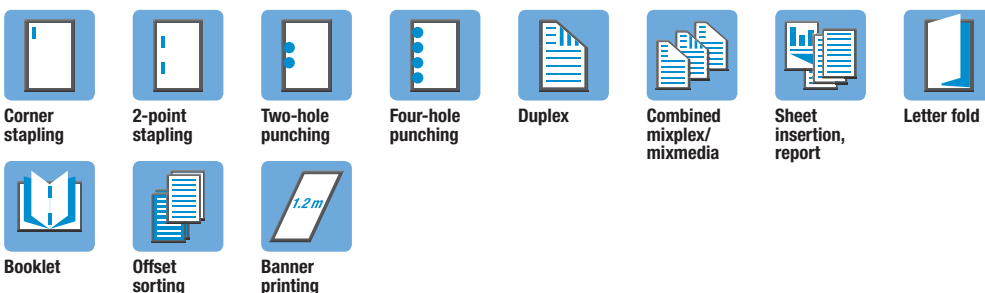 Corner
stapling
2-point
stapling
Two-hole
punching
Four-hole
punching
Duplex
Combined
mixplex/
mixmedia
Sheet
insertion,
report
Letter fold
1.2 m
Booklet
Offset
sorting
Banner
printing